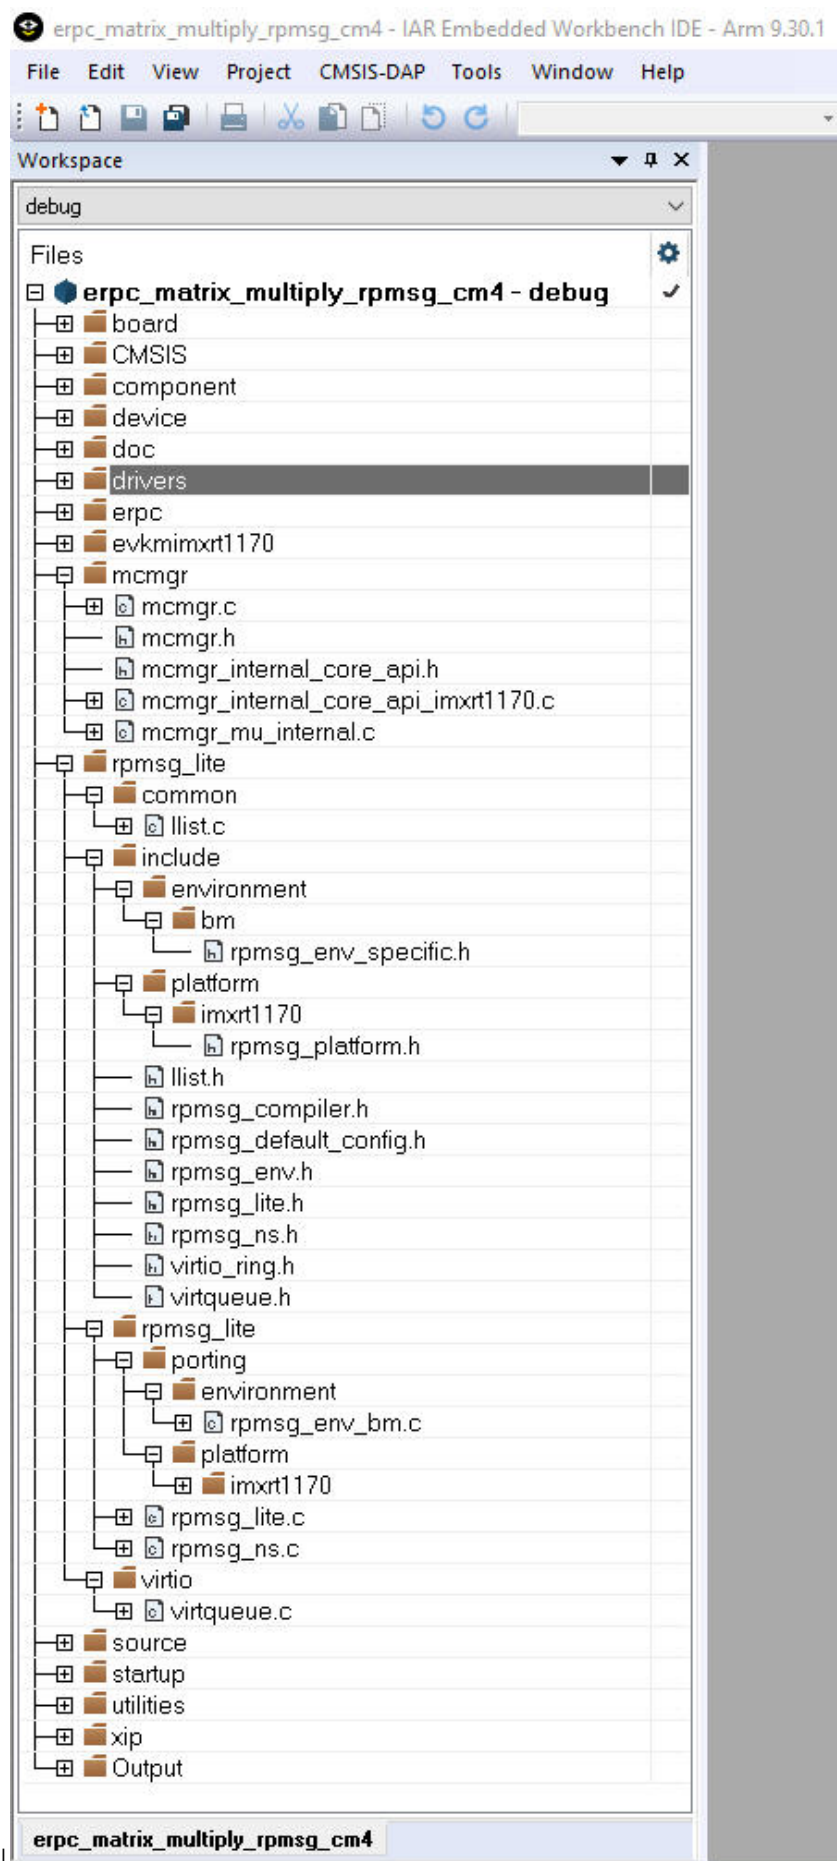 erpc_matrix_multiply_rpmsg_cm4 - IAR Embedded Workbench IDE - Arm 9.30.1
File Edit View Project CMSIS-DAP Tools Window Help
Workspace
debug
Files
erpc_matrix_multiply_rpmsg_cm4 - debug
board
CMSIS
component
device
doc
drivers
erpc
evkmimxrt1170
mcmgr
mcmgr.c
mcmgr.h
mcmgr_internal_core_api.h
mcmgr_internal_core_api_imxrt1170.c
mcmgr_mu_internal.c
rpmsg_lite
common
llist.c
include
environment
bm
rpmsg_env_specific.h
platform
imxrt1170
rpmsg_platform.h
llist.h
rpmsg_compiler.h
rpmsg_default_config.h
rpmsg_env.h
rpmsg_lite.h
rpmsg_ns.h
virtio_ring.h
virtqueue.h
rpmsg_lite
porting
environment
rpmsg_env_bm.c
platform
imxrt1170
rpmsg_lite.c
rpmsg_ns.c
virtio
virtqueue.c
source
startup
utilities
xip
Output
erpc_matrix_multiply_rpmsg_cm4